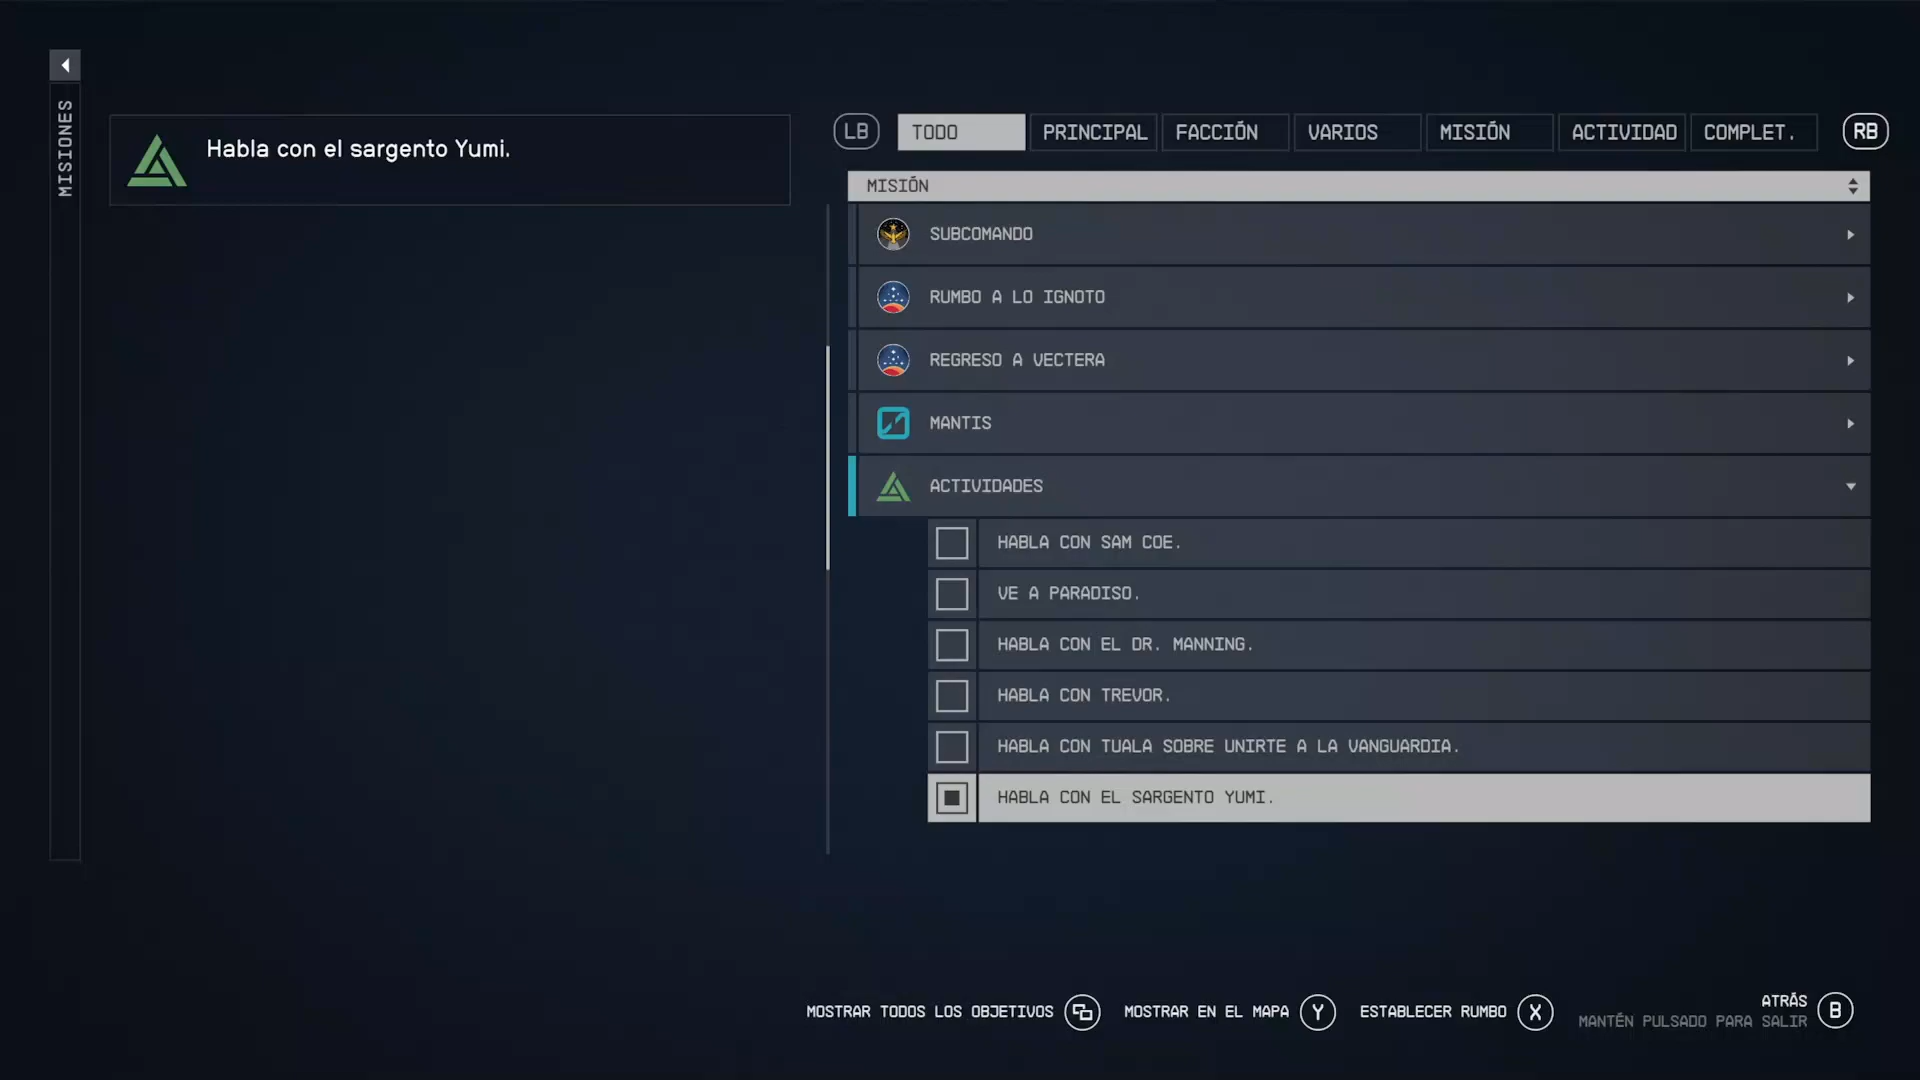 MISIONES
Habla con el sargento Yumi.
LB
TODO
PRINCIPAL
FACCIÓN
VARIOS
MISIÓN
ACTIVIDAD
COMPLET.
RB
MISIÓN
SUBCOMANDO
RUMBO A LO IGNOTO
REGRESO A VECTERA
MANTIS
ACTIVIDADES
HABLA CON SAM COE.
VE A PARADISO.
HABLA CON EL DR. MANNING.
HABLA CON TREVOR.
HABLA CON TUALA SOBRE UNIRTE A LA VANGUARDIA.
HABLA CON EL SARGENTO YUMI.
MOSTRAR TODOS LOS OBJETIVOS
MOSTRAR EN EL MAPA Y
ESTABLECER RUMBO X
ATRÁS B
MANTÉN PULSADO PARA SALIR